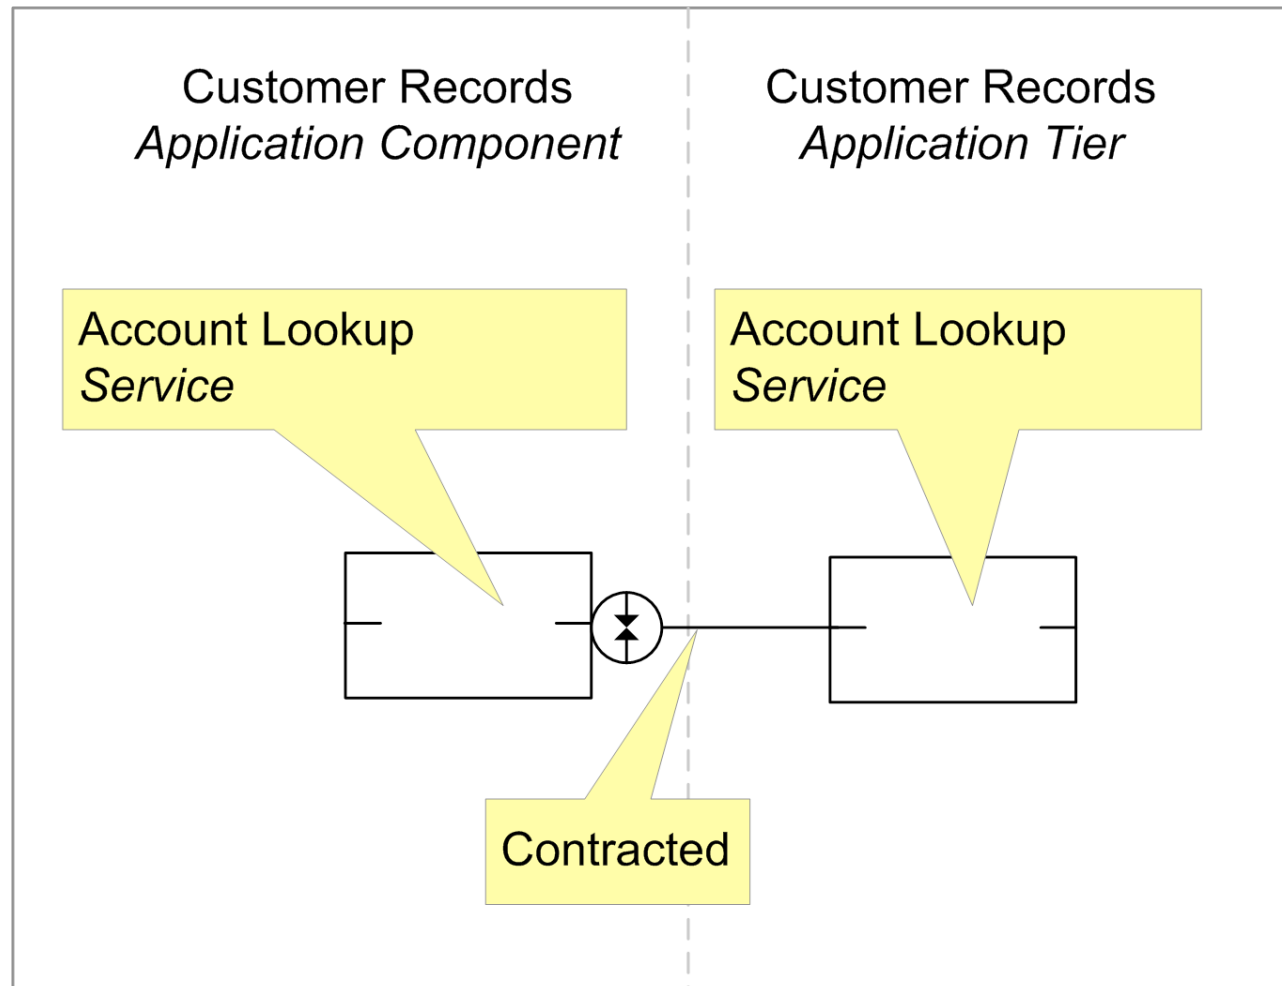 Customer Records
Application Component
Customer Records
Application Tier
Account Lookup
Service
Account Lookup
Service
Contracted